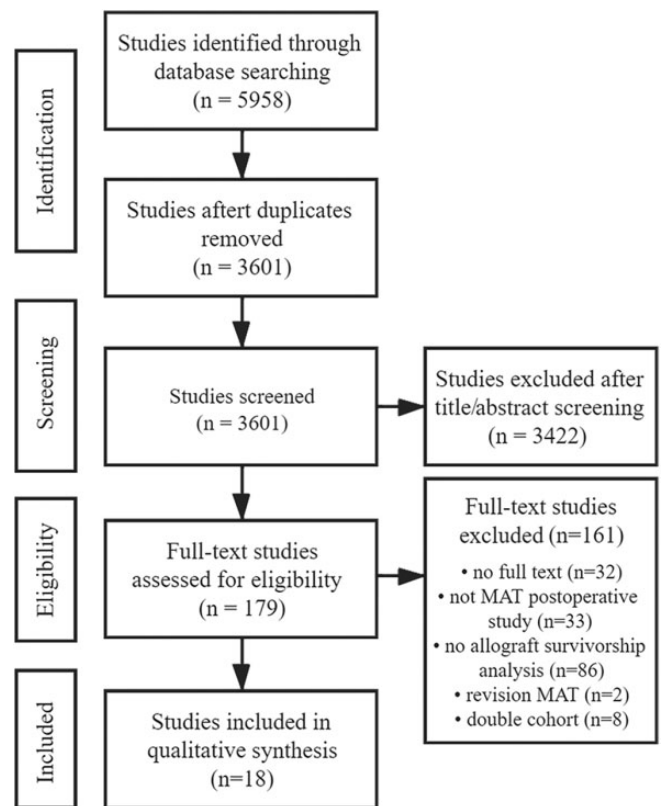 Identification
Studies identified through
database searching
(n = 5958)
Studies aftert duplicates
removed
(n = 3601)
Screening
Studies screened
(n = 3601)
Studies excluded after
title/abstract screening
(n = 3422)
Eligibility
Full-text studies
assessed for eligibility
(n = 179)
Full-text studies
excluded (n=161)
• no full text (n=32)
• not MAT postoperative
study (n=33)
• no allograft survivorship
analysis (n=86)
• revision MAT (n=2)
• double cohort (n=8)
Included
Studies included in
qualitative synthesis
(n=18)